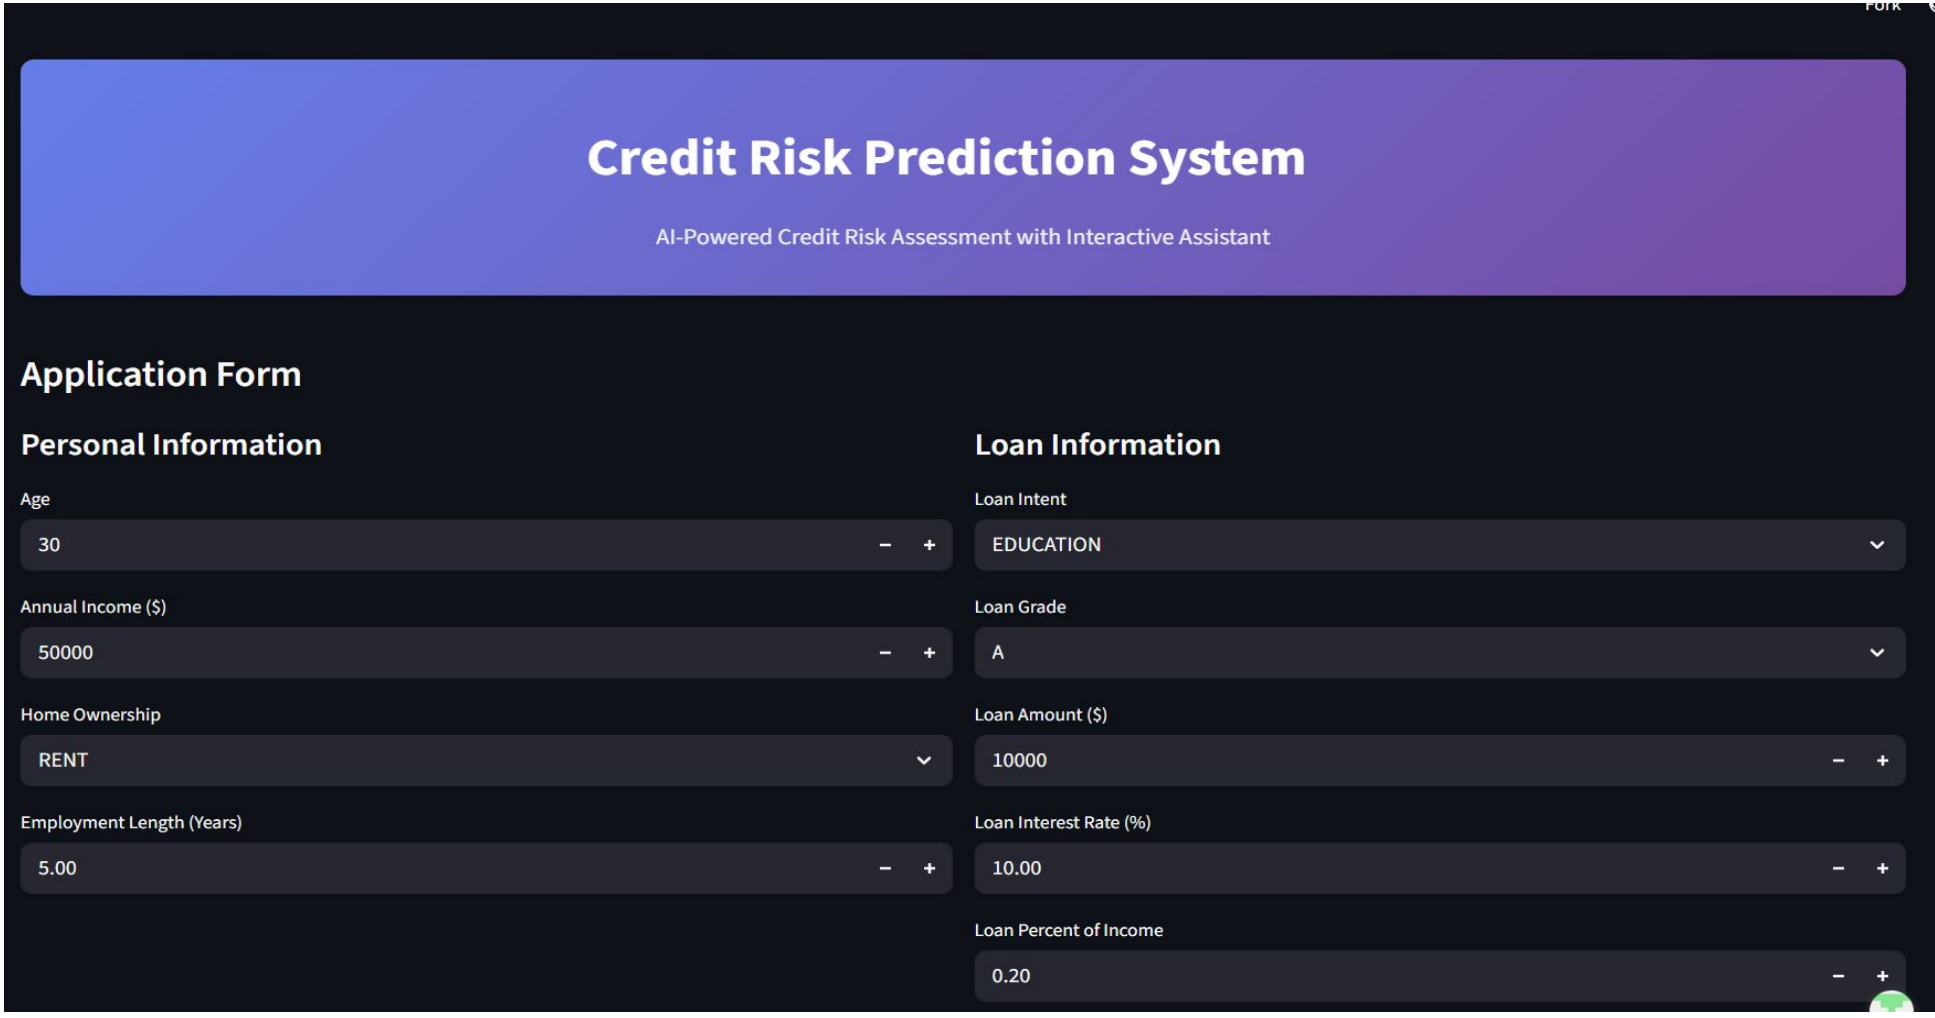 Fork
Credit Risk Prediction System
AI-Powered Credit Risk Assessment with Interactive Assistant
Application Form
Personal Information
Age
30
Annual Income ($)
50000
Home Ownership
RENT
Employment Length (Years)
5.00
Loan Information
Loan Intent
EDUCATION
Loan Grade
A
Loan Amount ($)
10000
Loan Interest Rate (%)
10.00
Loan Percent of Income
0.20